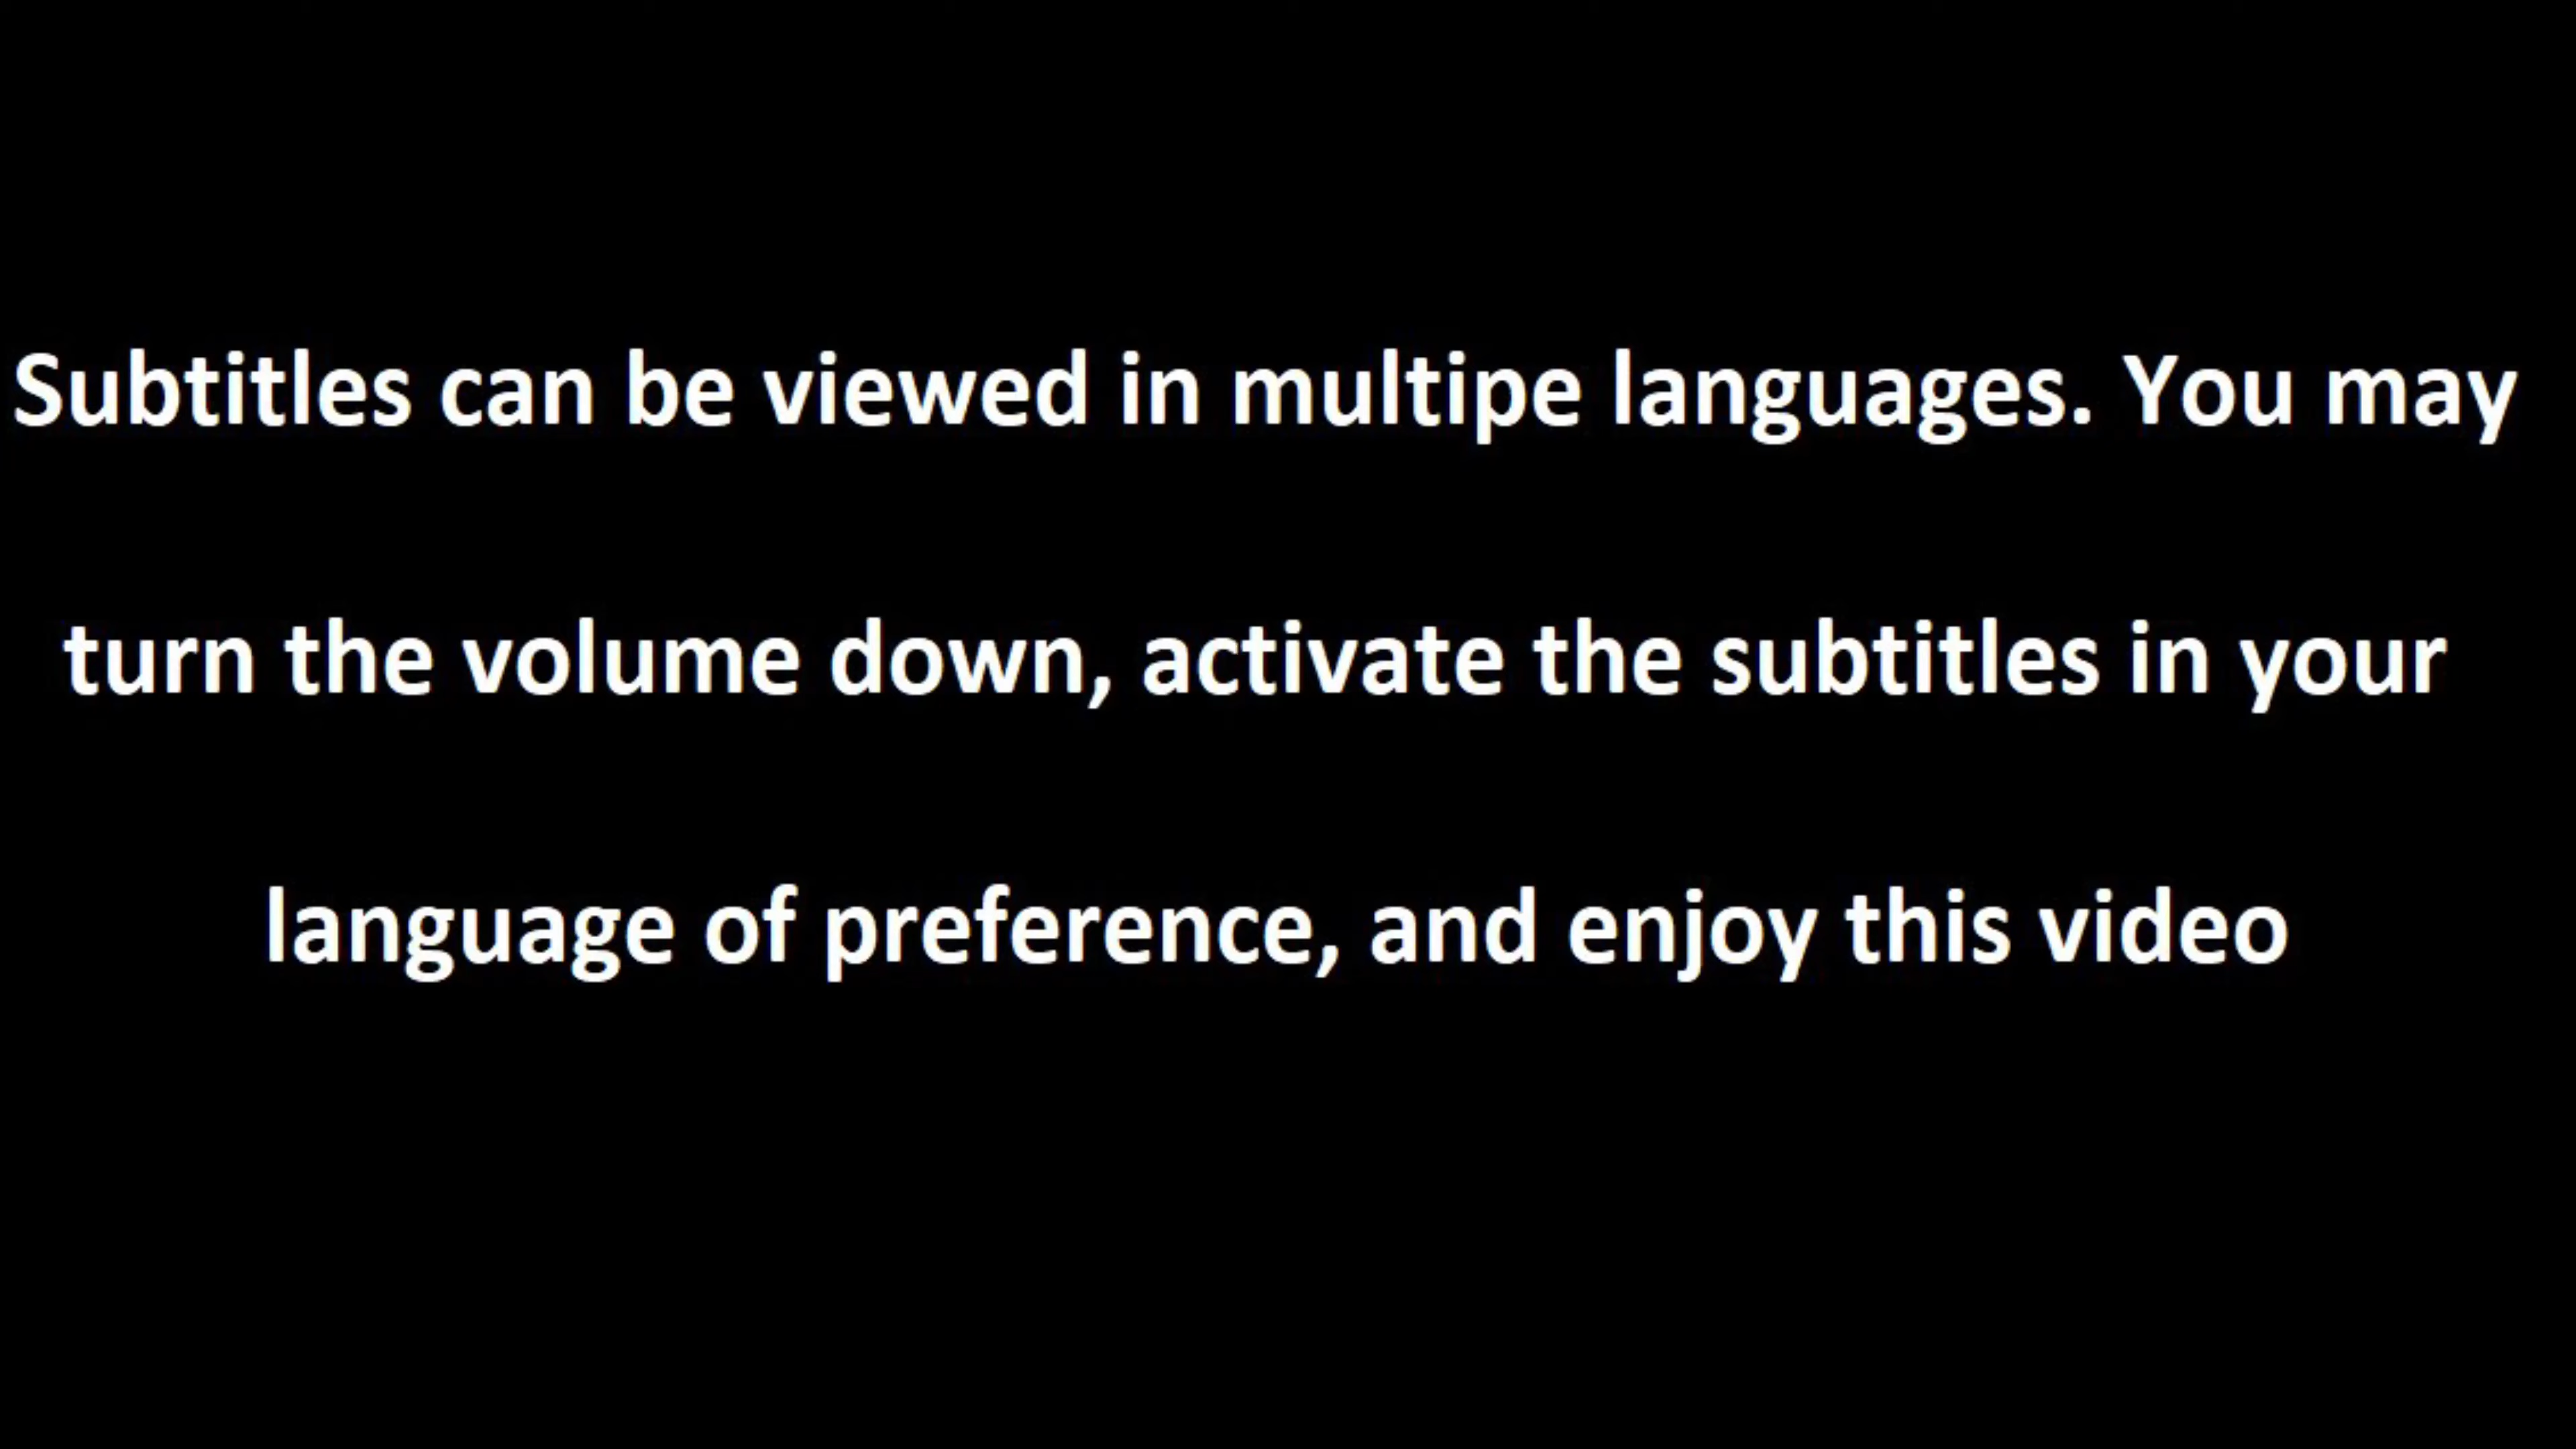 Subtitles can be viewed in multipe languages. You may
turn the volume down, activate the subtitles in your
language of preference, and enjoy this video